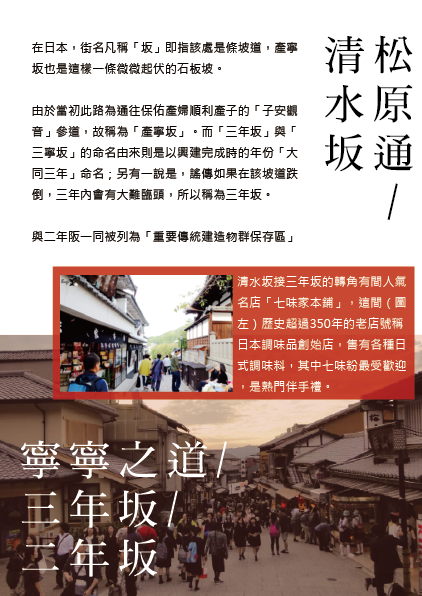 松原通/
清水坂
在日本，街名凡稱「坂」即指該處是條坡道，產寧
坂也是這樣一條微微起伏的石板坡。
由於當初此路為通往保佑產婦順利產子的「子安觀
音」參道，故稱為「產寧坂」。而「三年坂」與「
三寧坂」的命名由來則是以興建完成時的年份「大
同三年」命名；另有一說是，謠傳如果在該坡道跌
倒，三年內會有大難臨頭，所以稱為三年坂。
與二年阪一同被列為「重要傳統建造物群保存區」
清水坂接三年坂的轉角有間人氣
名店「七味家本鋪」，這間（圖
左）歷史超過350年的老店號稱
日本調味品創始店，售有各種日
式調味料，其中七味粉最受歡迎
，是熱門伴手禮。
寧寧之道/
三年坂/
二年坂